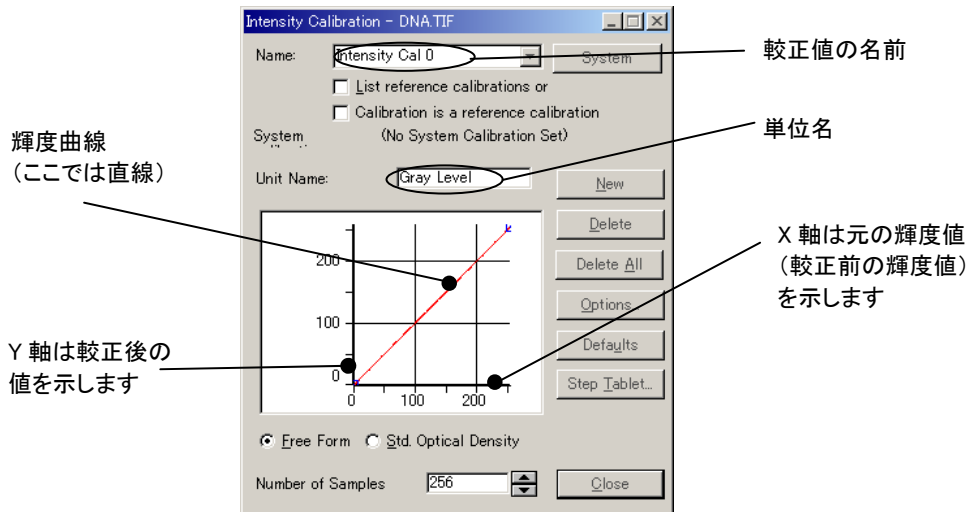 Intensity Calibration - DNA.TIF
Name:
Intensity Cal 0
System
List reference calibrations or
Calibration is a reference calibration
System
(No System Calibration Set)
Unit Name:
Gray Level
New
Delete
Delete All
Options
Defaults
Step Tablet...
200
100
0
0 100 200
Free Form
Std. Optical Density
Number of Samples
256
Close
較正値の名前
単位名
輝度曲線
(ここでは直線)
X 軸は元の輝度値
(較正前の輝度値)
を示します
Y 軸は較正後の
値を示します